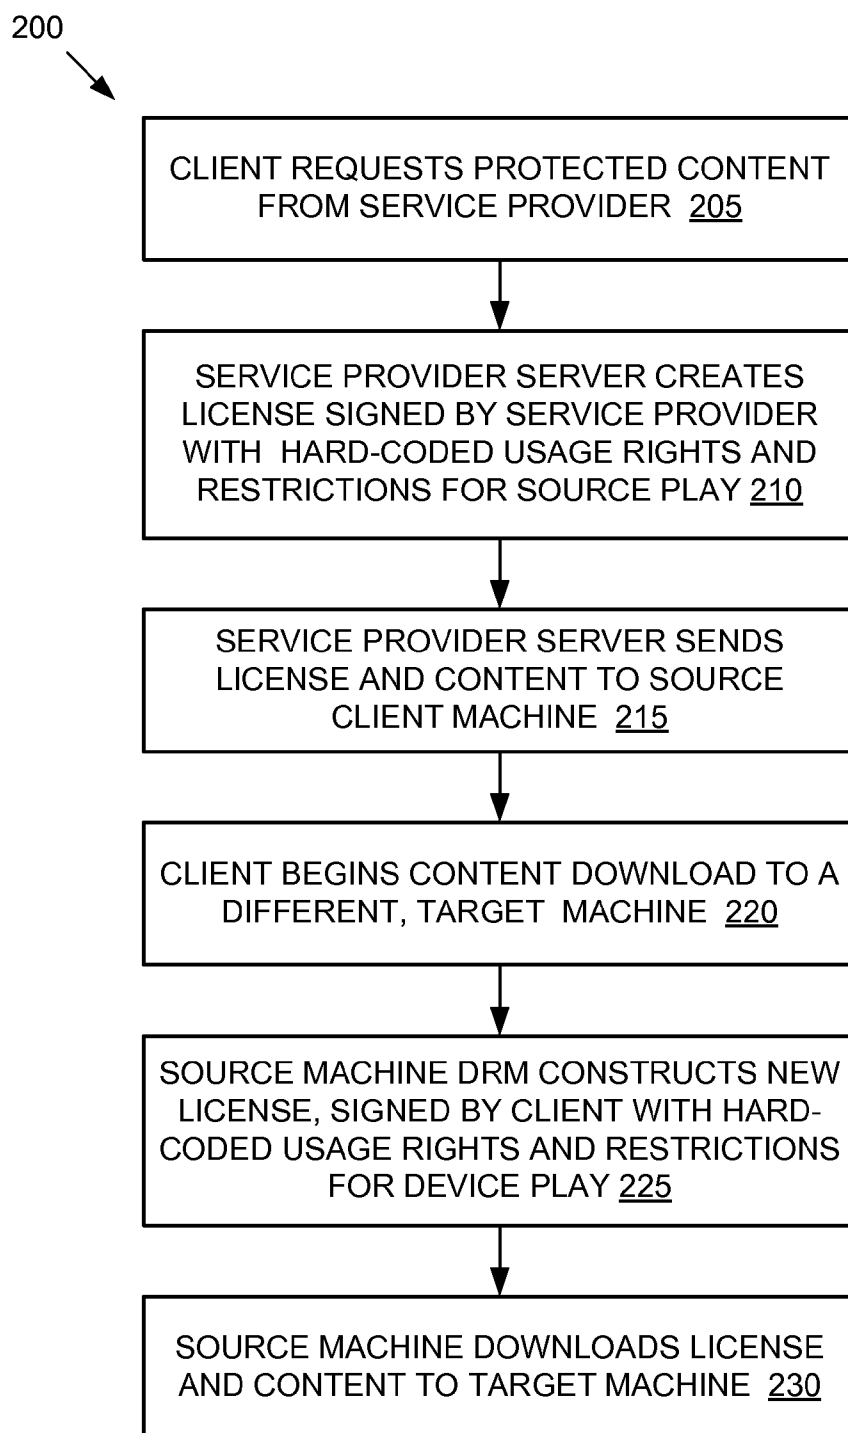 200
CLIENT REQUESTS PROTECTED CONTENT
FROM SERVICE PROVIDER 205
SERVICE PROVIDER SERVER CREATES
LICENSE SIGNED BY SERVICE PROVIDER
WITH HARD-CODED USAGE RIGHTS AND
RESTRICTIONS FOR SOURCE PLAY 210
SERVICE PROVIDER SERVER SENDS
LICENSE AND CONTENT TO SOURCE
CLIENT MACHINE 215
CLIENT BEGINS CONTENT DOWNLOAD TO A
DIFFERENT, TARGET MACHINE 220
SOURCE MACHINE DRM CONSTRUCTS NEW
LICENSE, SIGNED BY CLIENT WITH HARD-
CODED USAGE RIGHTS AND RESTRICTIONS
FOR DEVICE PLAY 225
SOURCE MACHINE DOWNLOADS LICENSE
AND CONTENT TO TARGET MACHINE 230